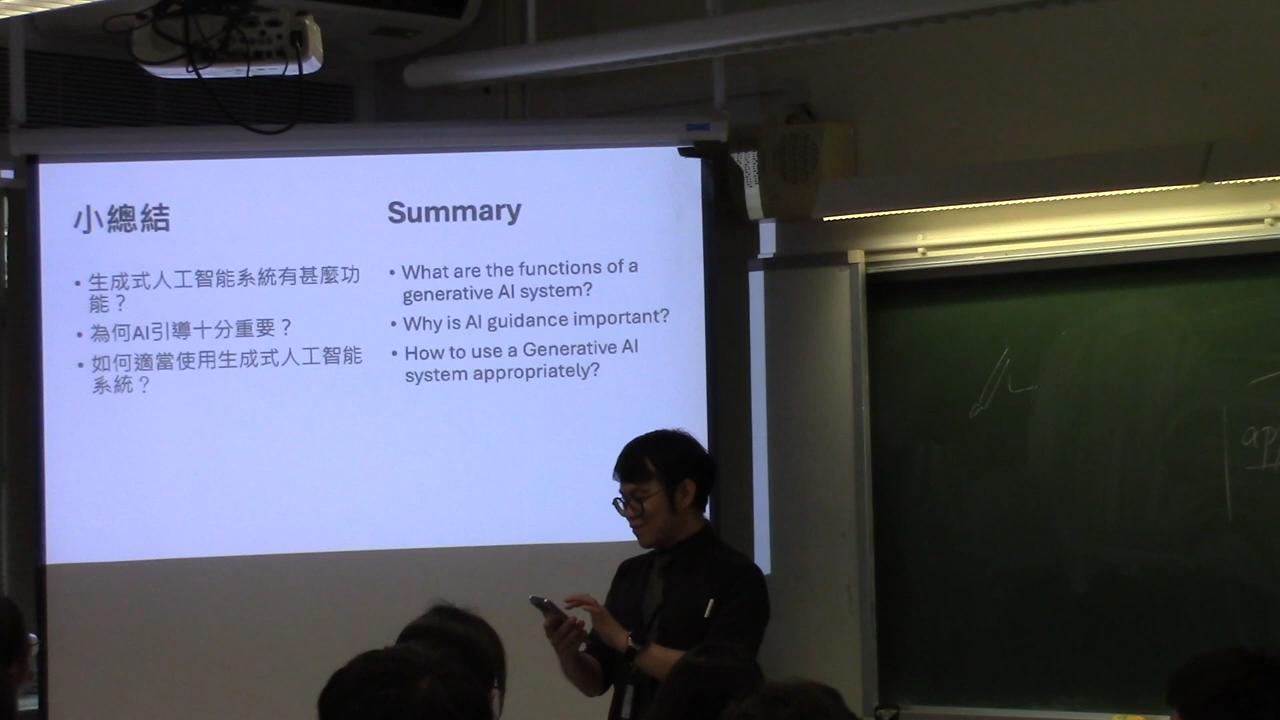 小總結
• 生成式人工智能系統有甚麼功
能？
• 為何AI引導十分重要？
• 如何適當使用生成式人工智能
系統？
Summary
• What are the functions of a
generative AI system?
• Why is AI guidance important?
• How to use a Generative AI
system appropriately?